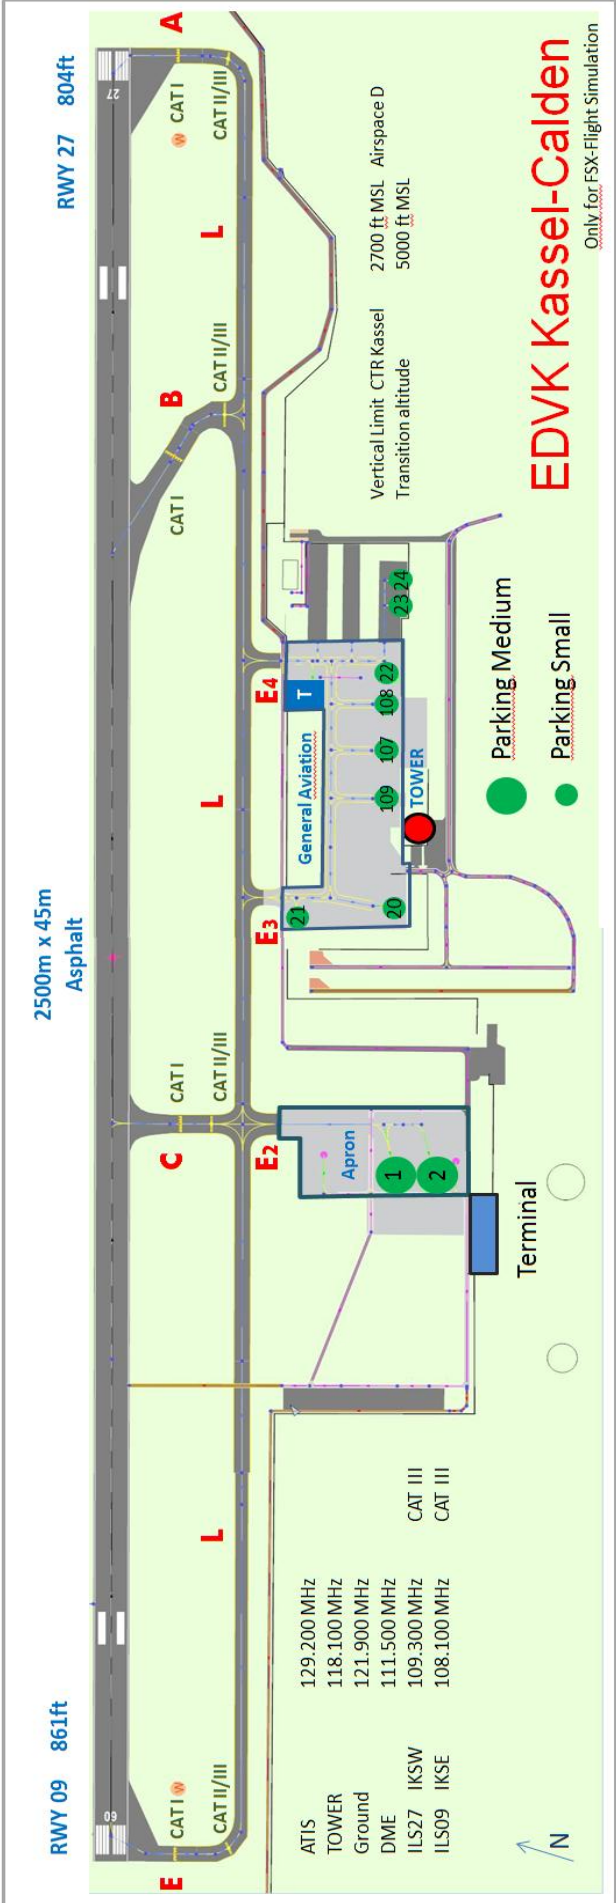 RWY 09 861ft
2500m x 45m
Asphalt
RWY 27 804ft
09
27
E
CAT I W
CAT II/III
L
C
CAT I
CAT II/III
L
B
CAT I
CAT II/III
L
A
W CAT I
CAT II/III
E2
E3
E4
Apron
1
2
Terminal
General Aviation
T
21
20
109
107
108
22
23 24
TOWER
Vertical Limit CTR Kassel 2700 ft MSL Airspace D
Transition altitude 5000 ft MSL
ATIS 129.200 MHz
TOWER 118.100 MHz
Ground 121.900 MHz
DME 111.500 MHz
ILS27 IKSW 109.300 MHz CAT III
ILS09 IKSE 108.100 MHz CAT III
N
Parking Medium
Parking Small
EDVK Kassel-Calden
Only for FSX-Flight Simulation